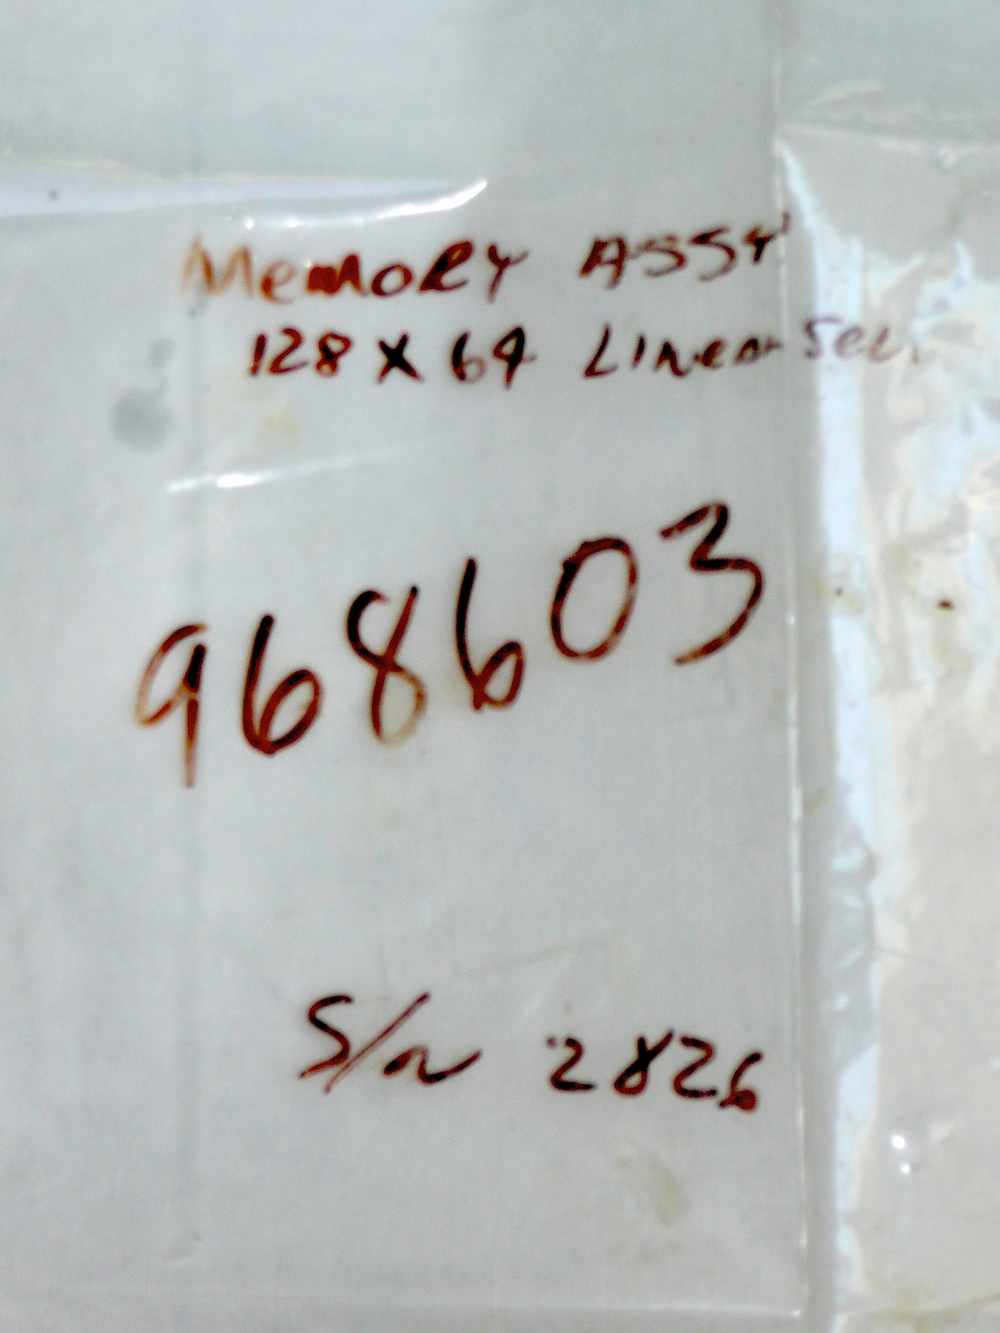 Memory ASSY
128 X 64 Linear Sel.
968603
S/n 2826